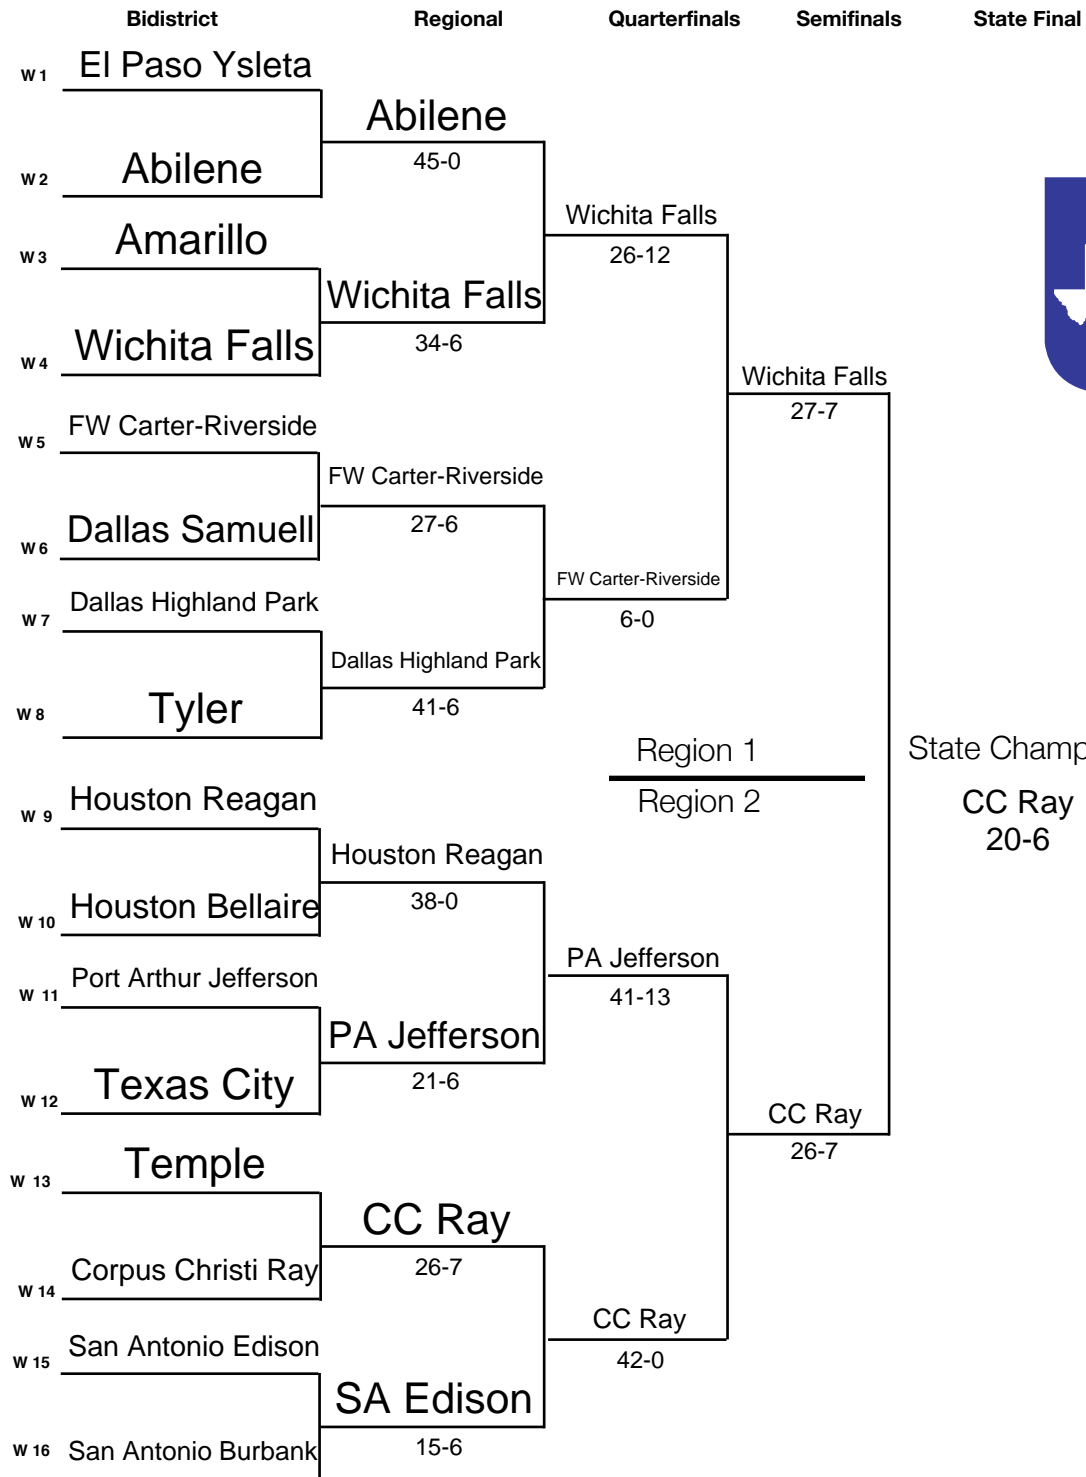 Bidistrict Regional Quarterfinals Semifinals State Final
W 1 El Paso Ysleta
Abilene
45-0
W 2 Abilene
Wichita Falls
26-12
W 3 Amarillo
Wichita Falls
34-6
W 4 Wichita Falls
Wichita Falls
27-7
W 5 FW Carter-Riverside
FW Carter-Riverside
27-6
W 6 Dallas Samuell
FW Carter-Riverside
6-0
W 7 Dallas Highland Park
Dallas Highland Park
41-6
W 8 Tyler
Region 1
Region 2
State Champ
CC Ray
20-6
W 9 Houston Reagan
Houston Reagan
38-0
W 10 Houston Bellaire
PA Jefferson
41-13
W 11 Port Arthur Jefferson
PA Jefferson
21-6
W 12 Texas City
CC Ray
26-7
W 13 Temple
CC Ray
26-7
W 14 Corpus Christi Ray
CC Ray
42-0
W 15 San Antonio Edison
SA Edison
15-6
W 16 San Antonio Burbank